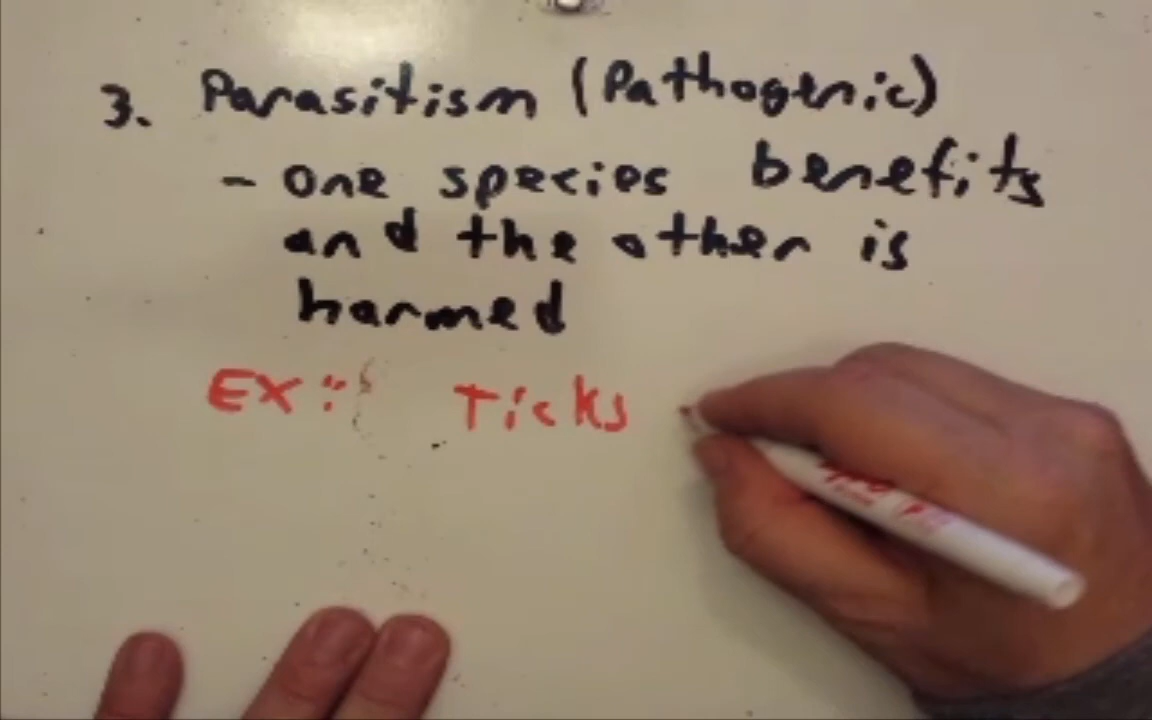 3. Parasitism (Pathogenic)
- one species benefits
and the other is
harmed
EX: Ticks